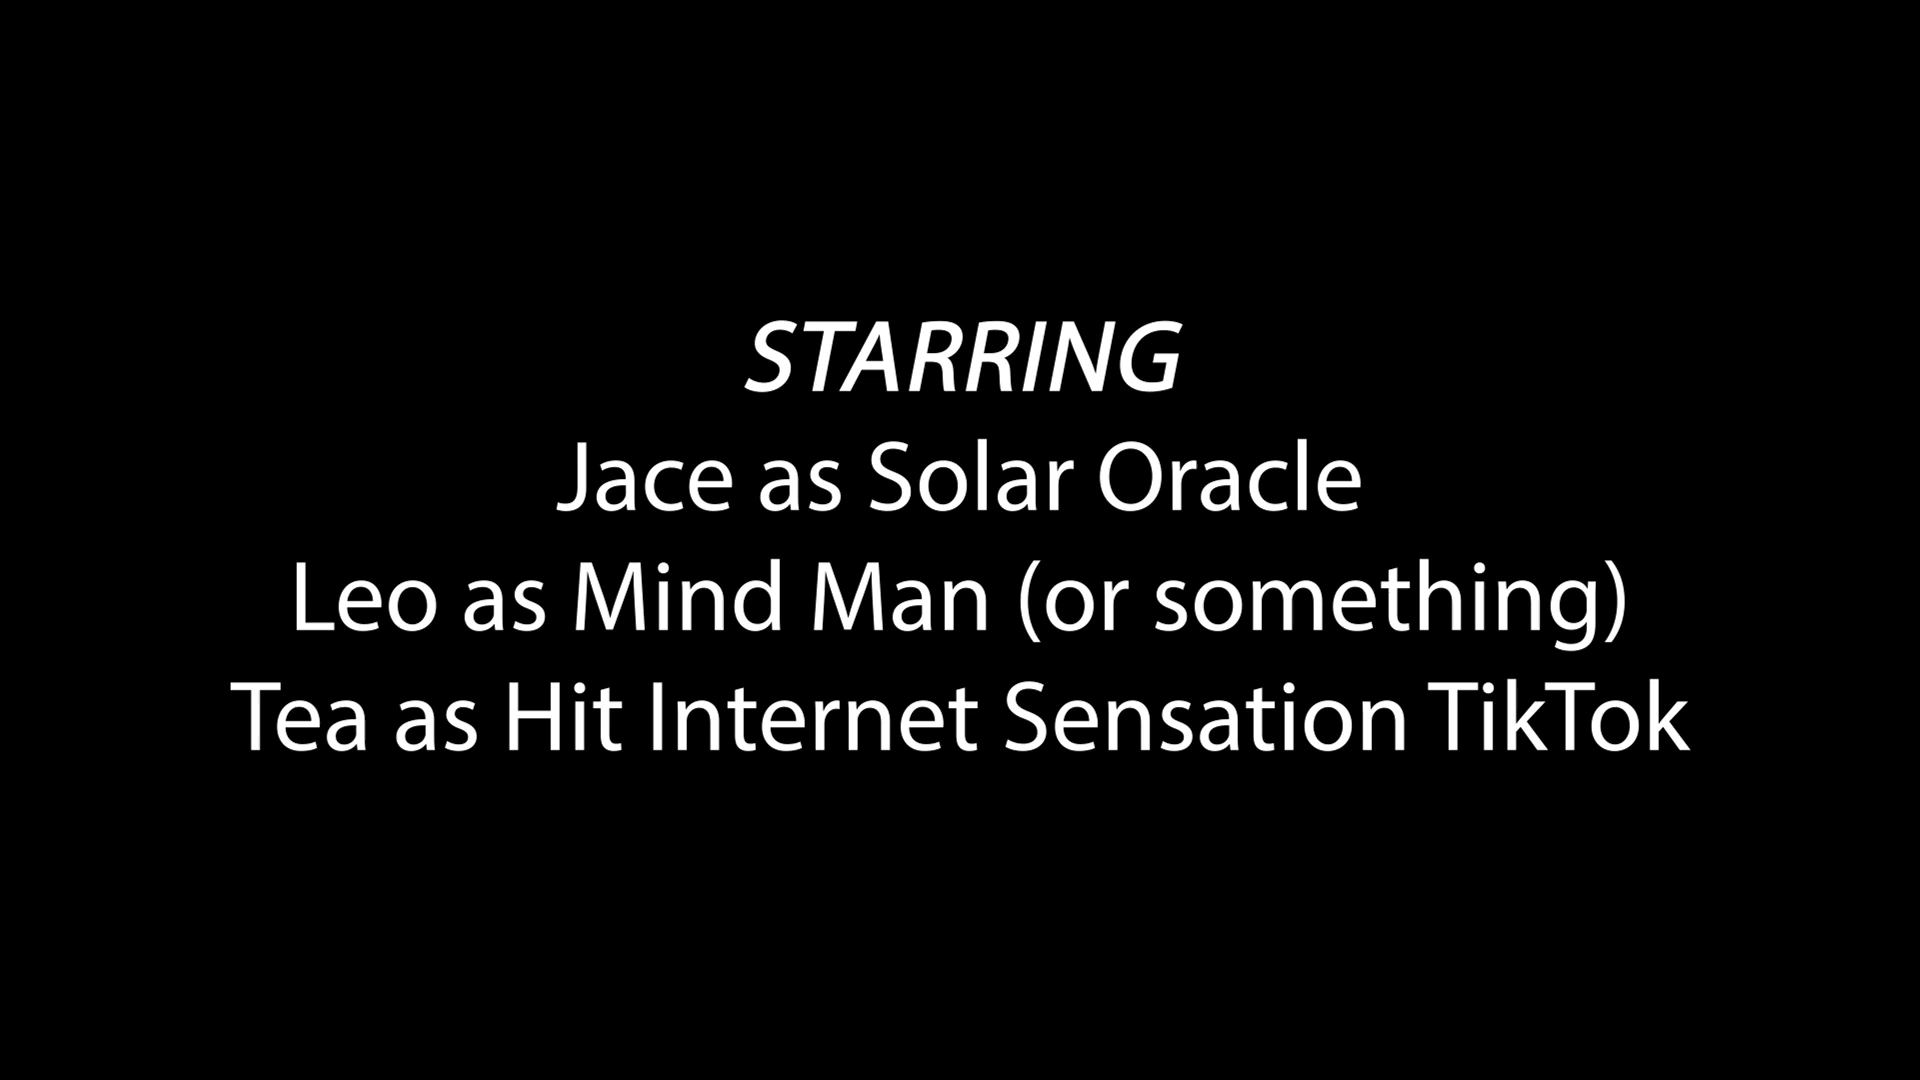 STARRING
Jace as Solar Oracle
Leo as Mind Man (or something)
Tea as Hit Internet Sensation TikTok